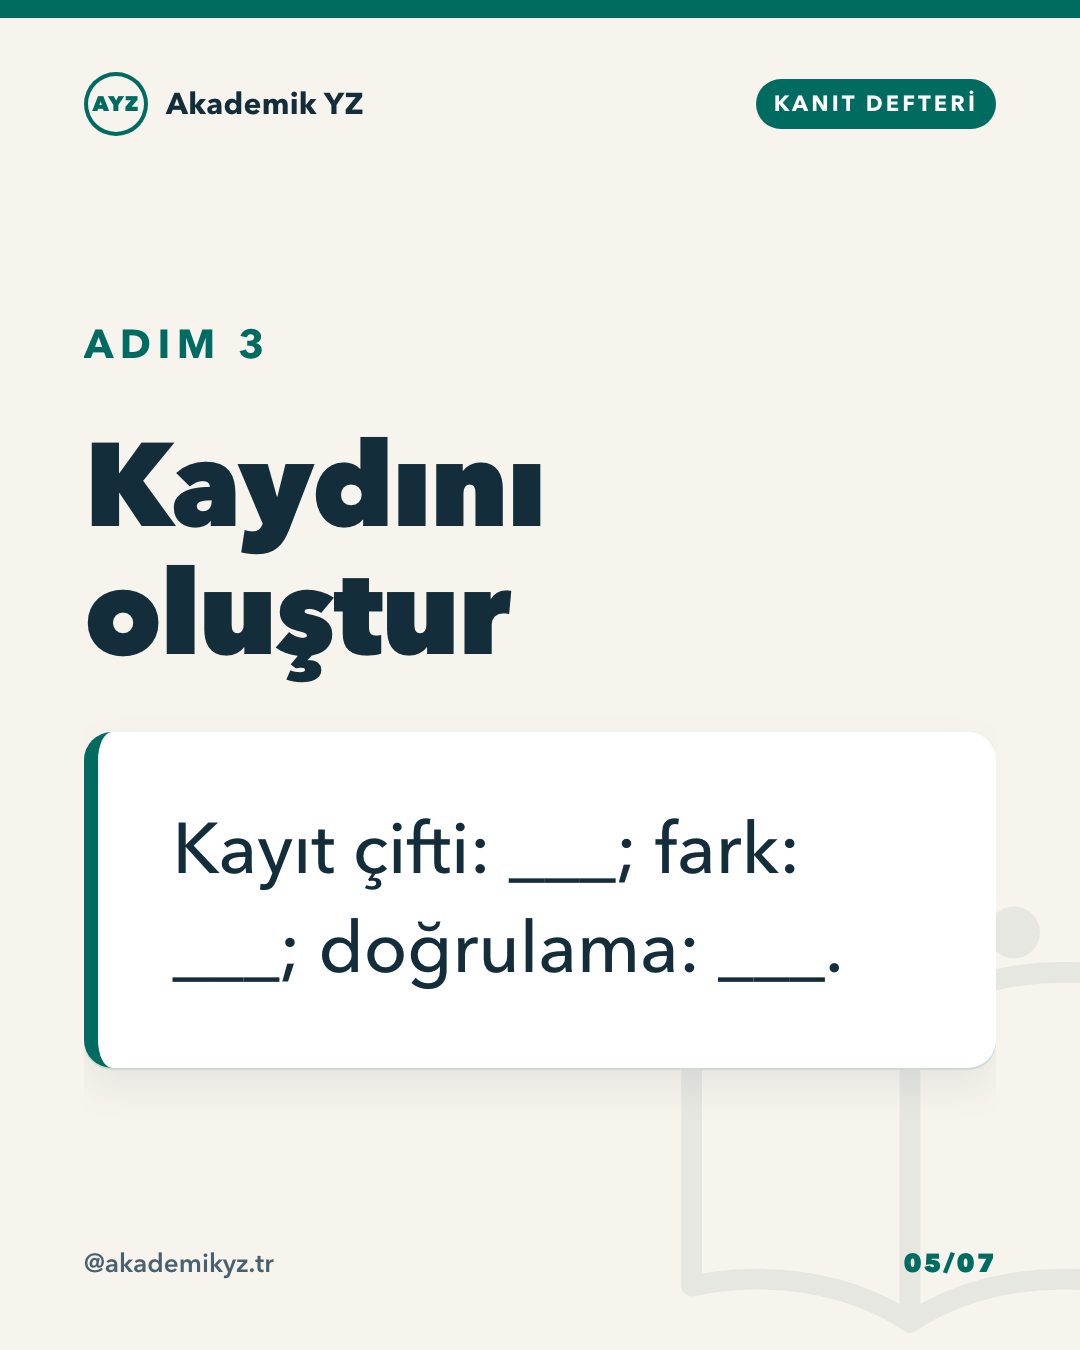 AYZ
Akademik YZ
KANIT DEFTERİ
ADIM 3
Kaydını
oluştur
Kayıt çifti: ___; fark:
___; doğrulama: ___.
@akademikyz.tr
05/07